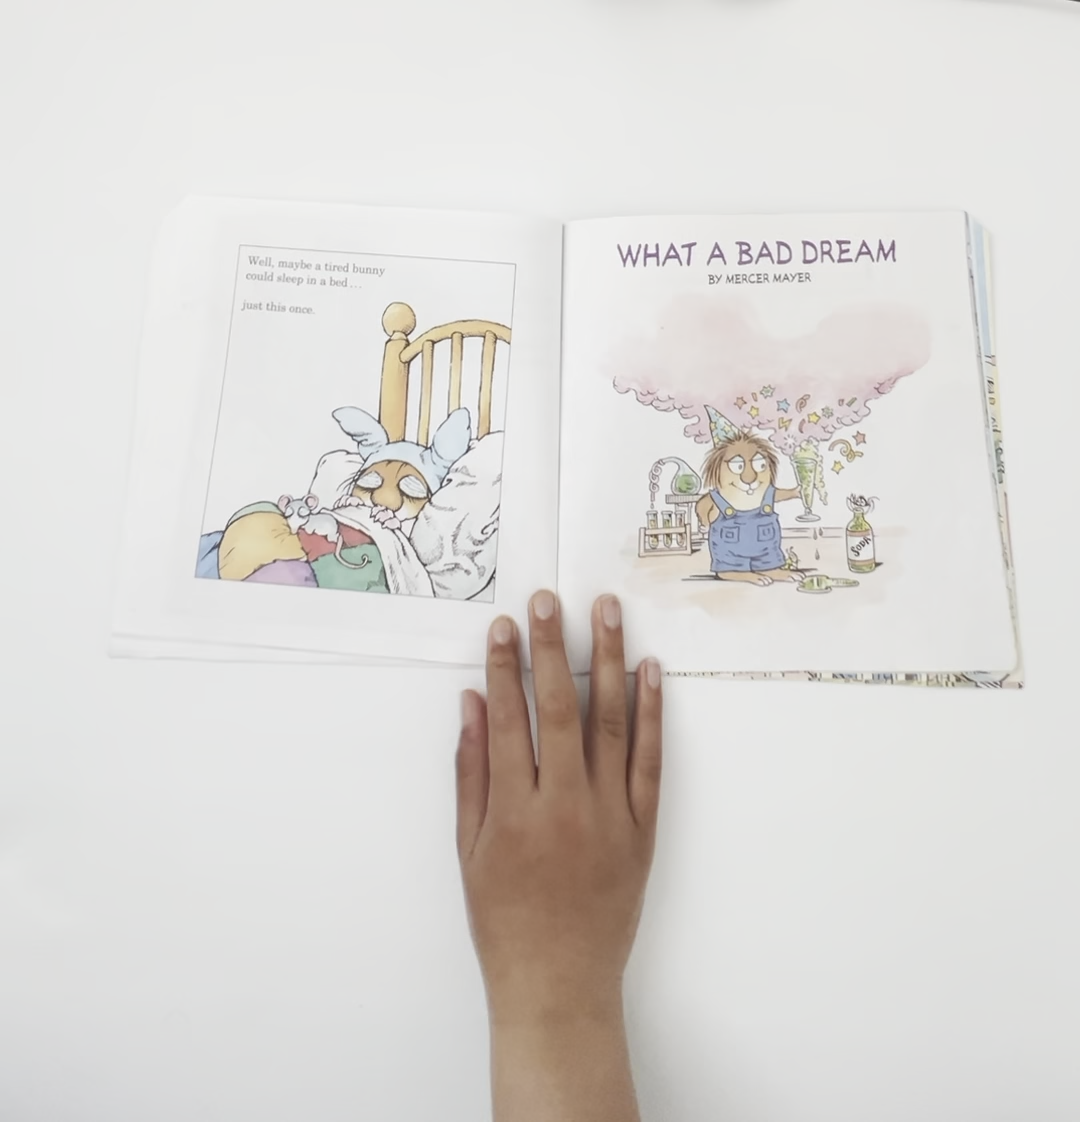 Well, maybe a tired bunny
could sleep in a bed...
just this once.
WHAT A BAD DREAM
BY MERCER MAYER
SODA